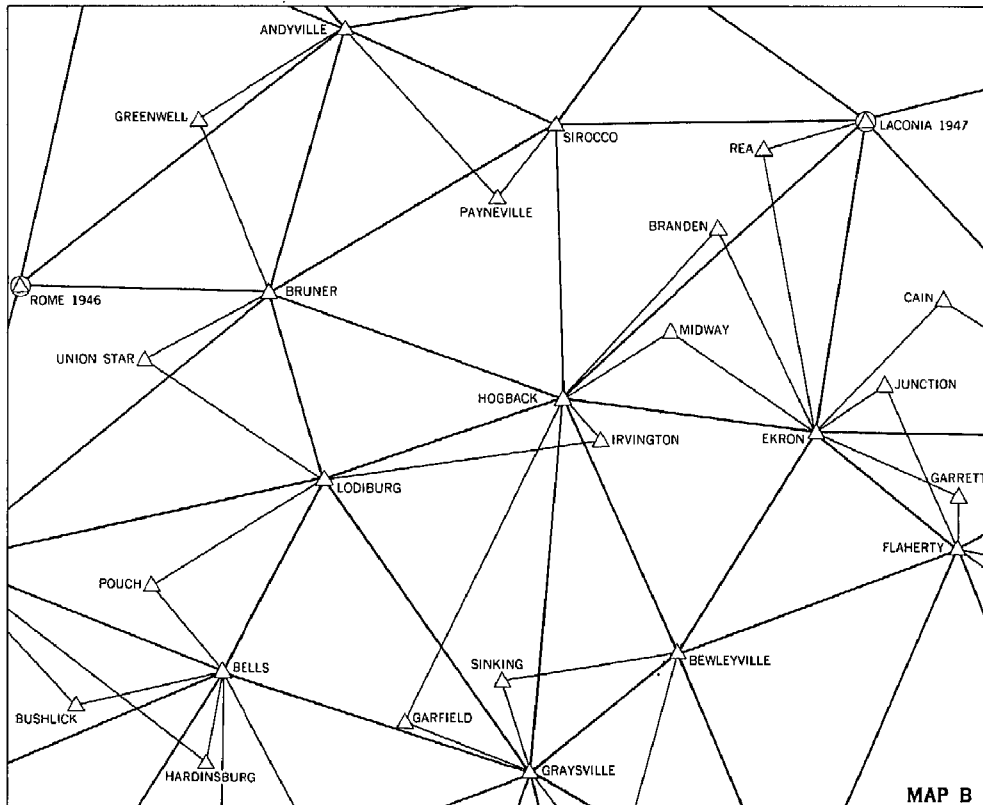 ANDYVILLE
GREENWELL
SIROCCO
LACONIA 1947
REA
PAYNEVILLE
BRANDEN
ROME 1946
BRUNER
CAIN
UNION STAR
MIDWAY
JUNCTION
HOGBACK
IRVINGTON
EKRON
LODIBURG
GARRETT
FLAHERTY
POUCH
BELLS
SINKING
BEWLEYVILLE
BUSHLICK
GARFIELD
HARDINSBURG
GRAYSVILLE
MAP B